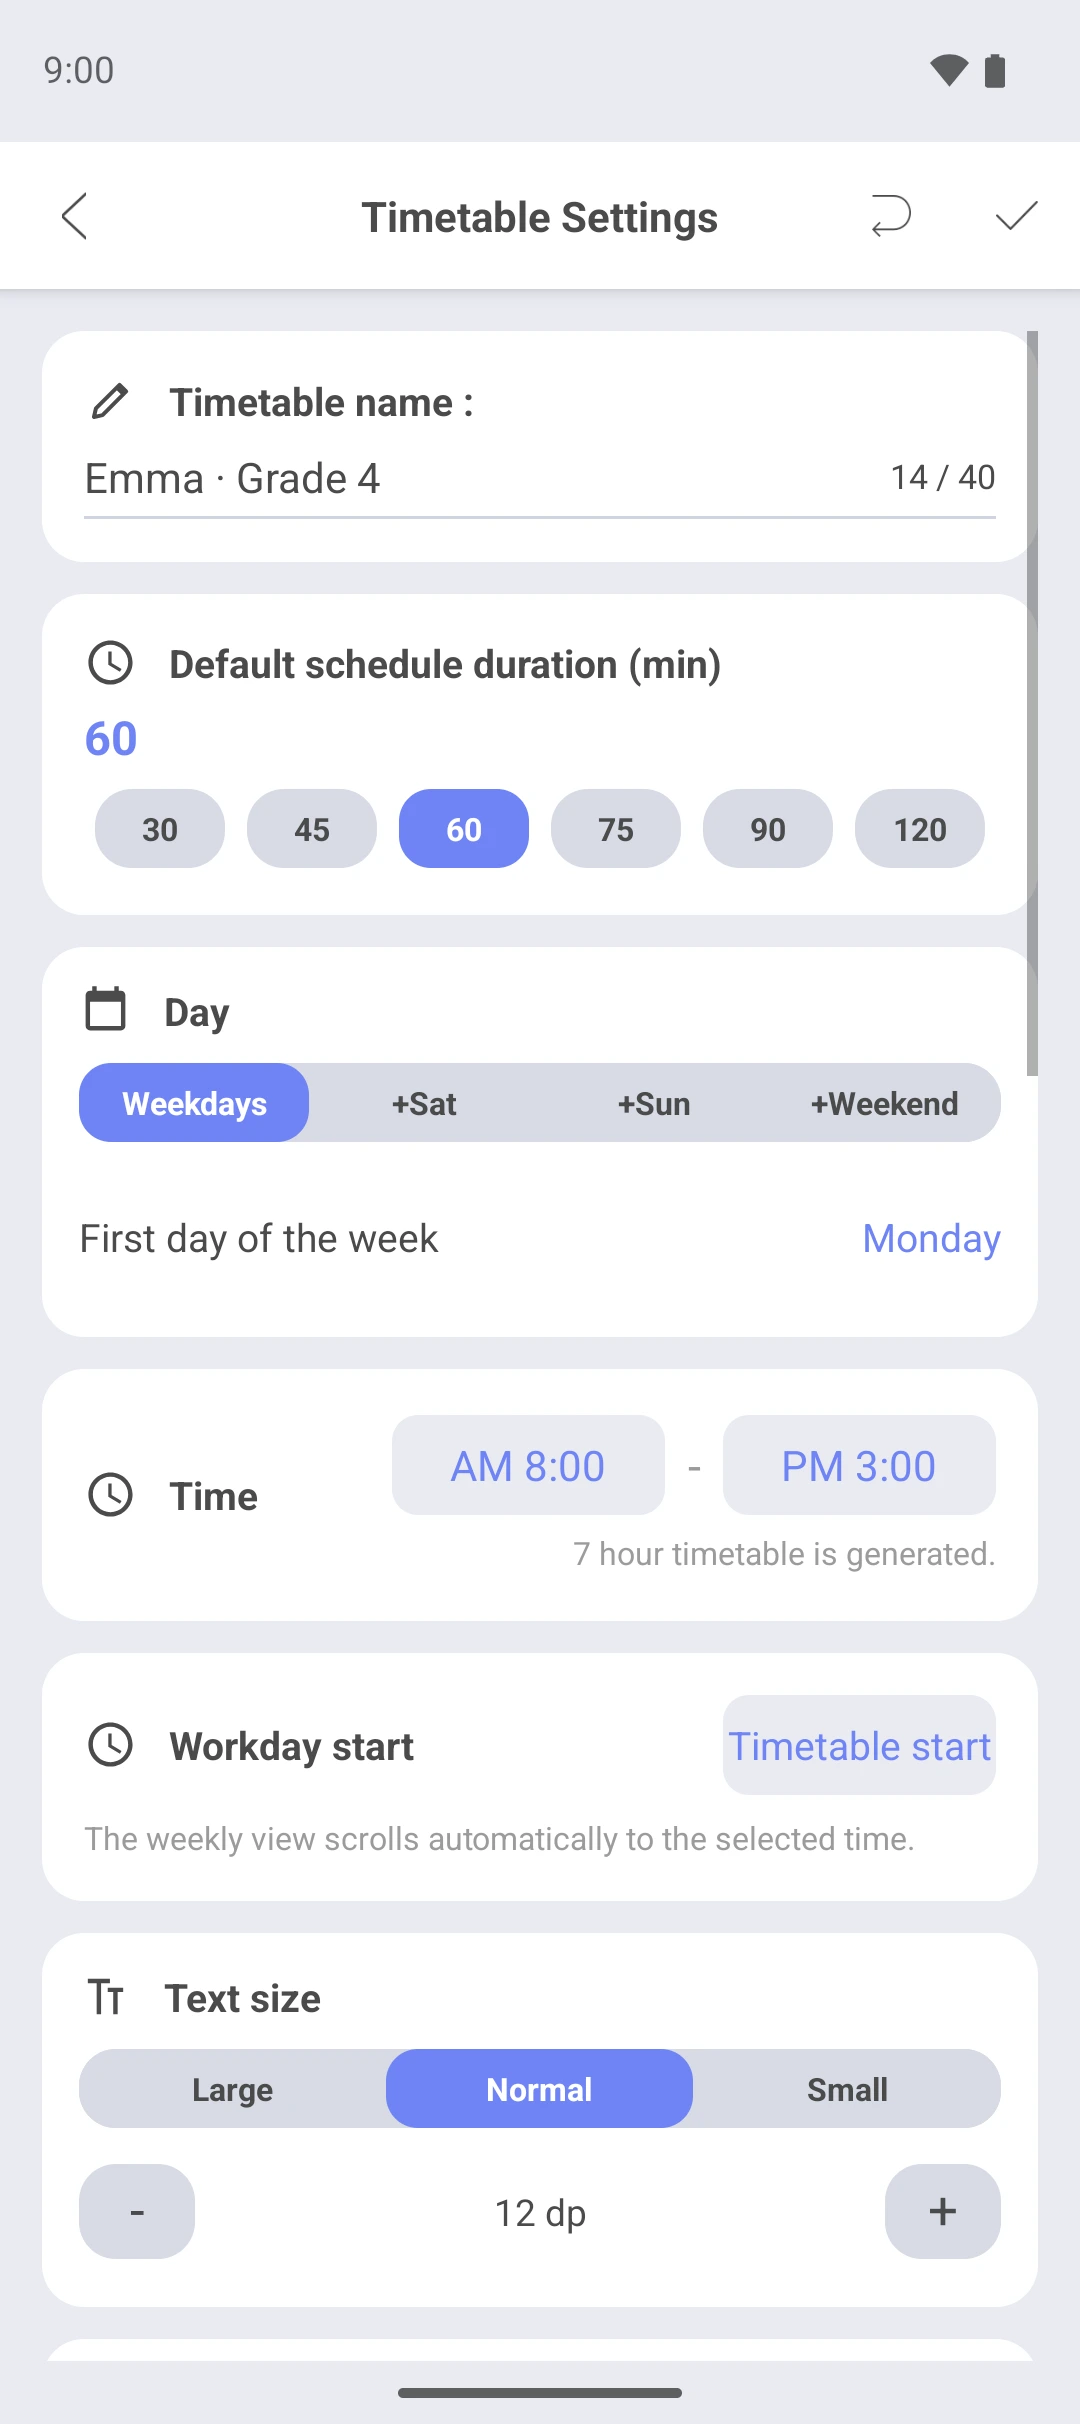 9:00
Timetable Settings
Timetable name :
Emma · Grade 4
14 / 40
Default schedule duration (min)
60
30 45 60 75 90 120
Day
Weekdays +Sat +Sun +Weekend
First day of the week Monday
AM 8:00 - PM 3:00
Time
7 hour timetable is generated.
Workday start Timetable start
The weekly view scrolls automatically to the selected time.
Text size
Large Normal Small
- 12 dp +